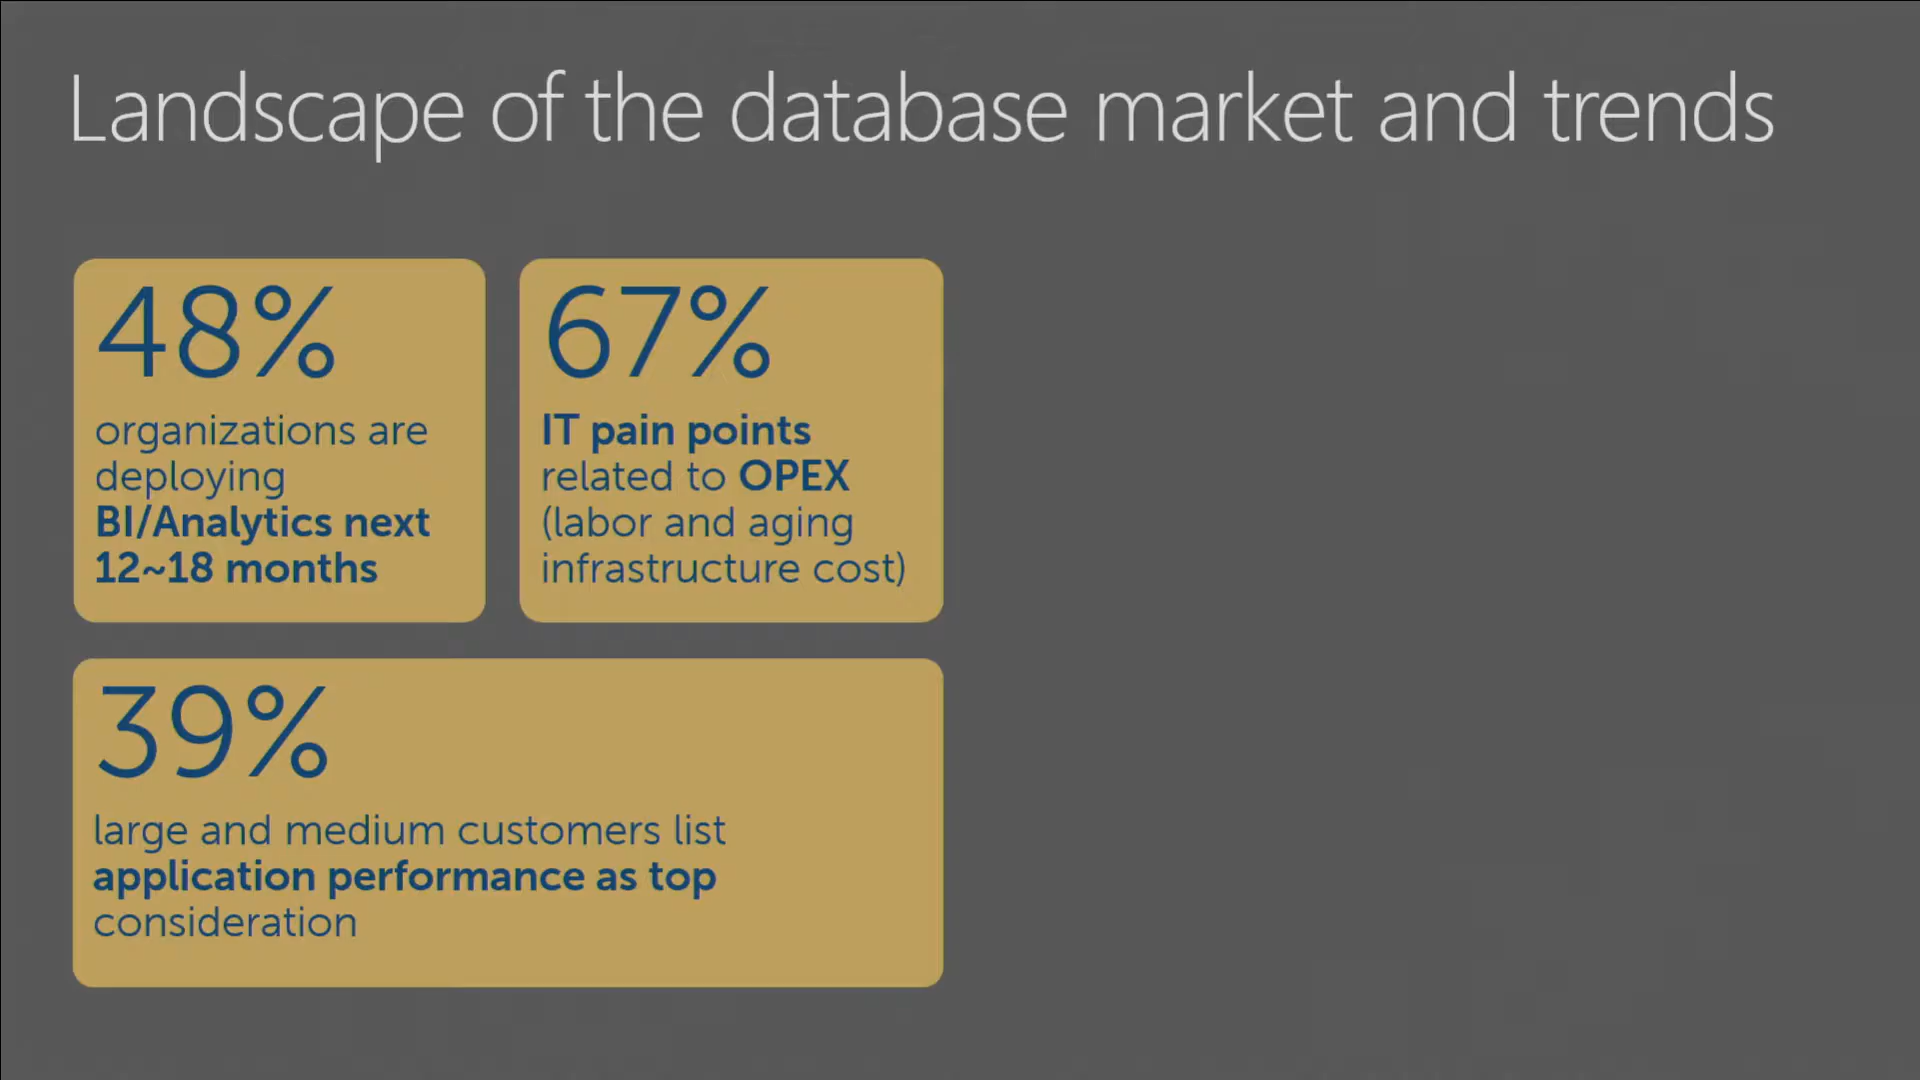 Landscape of the database market and trends
48%
organizations are
deploying
BI/Analytics next
12~18 months
67%
IT pain points
related to OPEX
(labor and aging
infrastructure cost)
39%
large and medium customers list
application performance as top
consideration